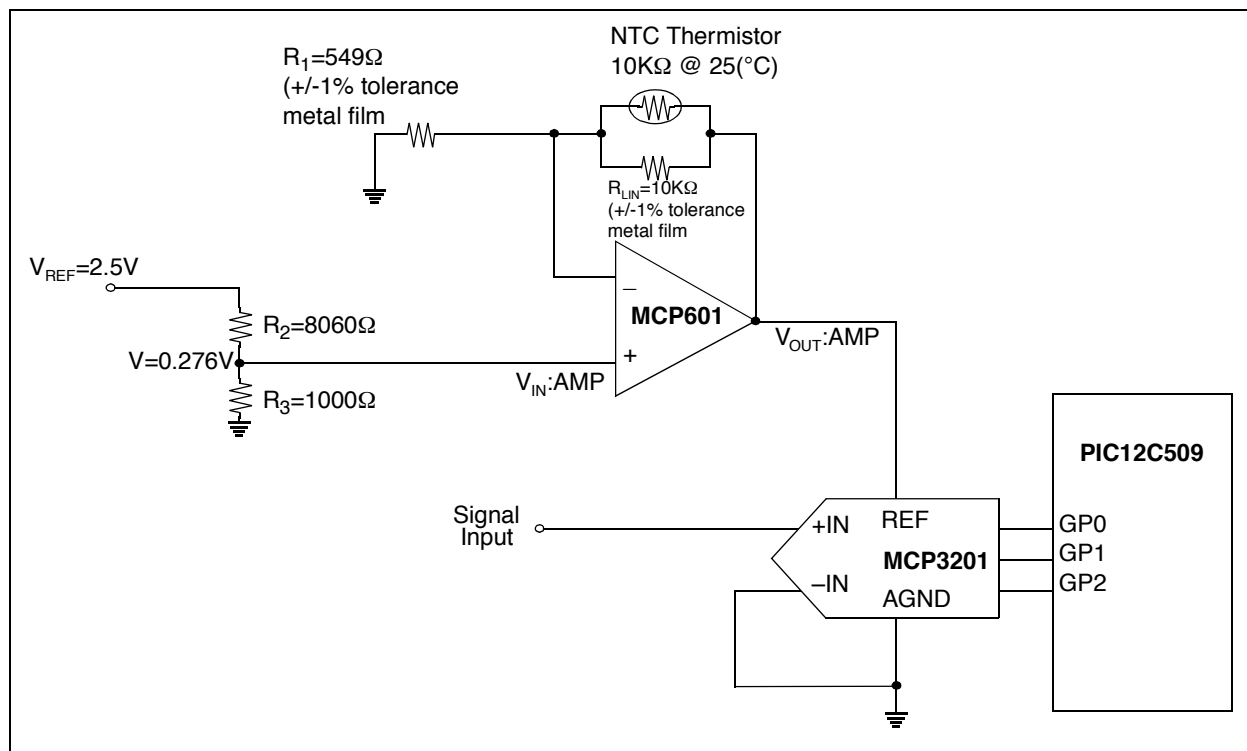 NTC Thermistor
10KΩ @ 25(°C)
R1=549Ω
(+/-1% tolerance
metal film
RLIN=10KΩ
(+/-1% tolerance
metal film
VREF=2.5V
R2=8060Ω
V=0.276V
R3=1000Ω
–
MCP601
+
VIN:AMP
VOUT:AMP
PIC12C509
Signal
Input
+IN
REF
MCP3201
–IN
AGND
GP0
GP1
GP2